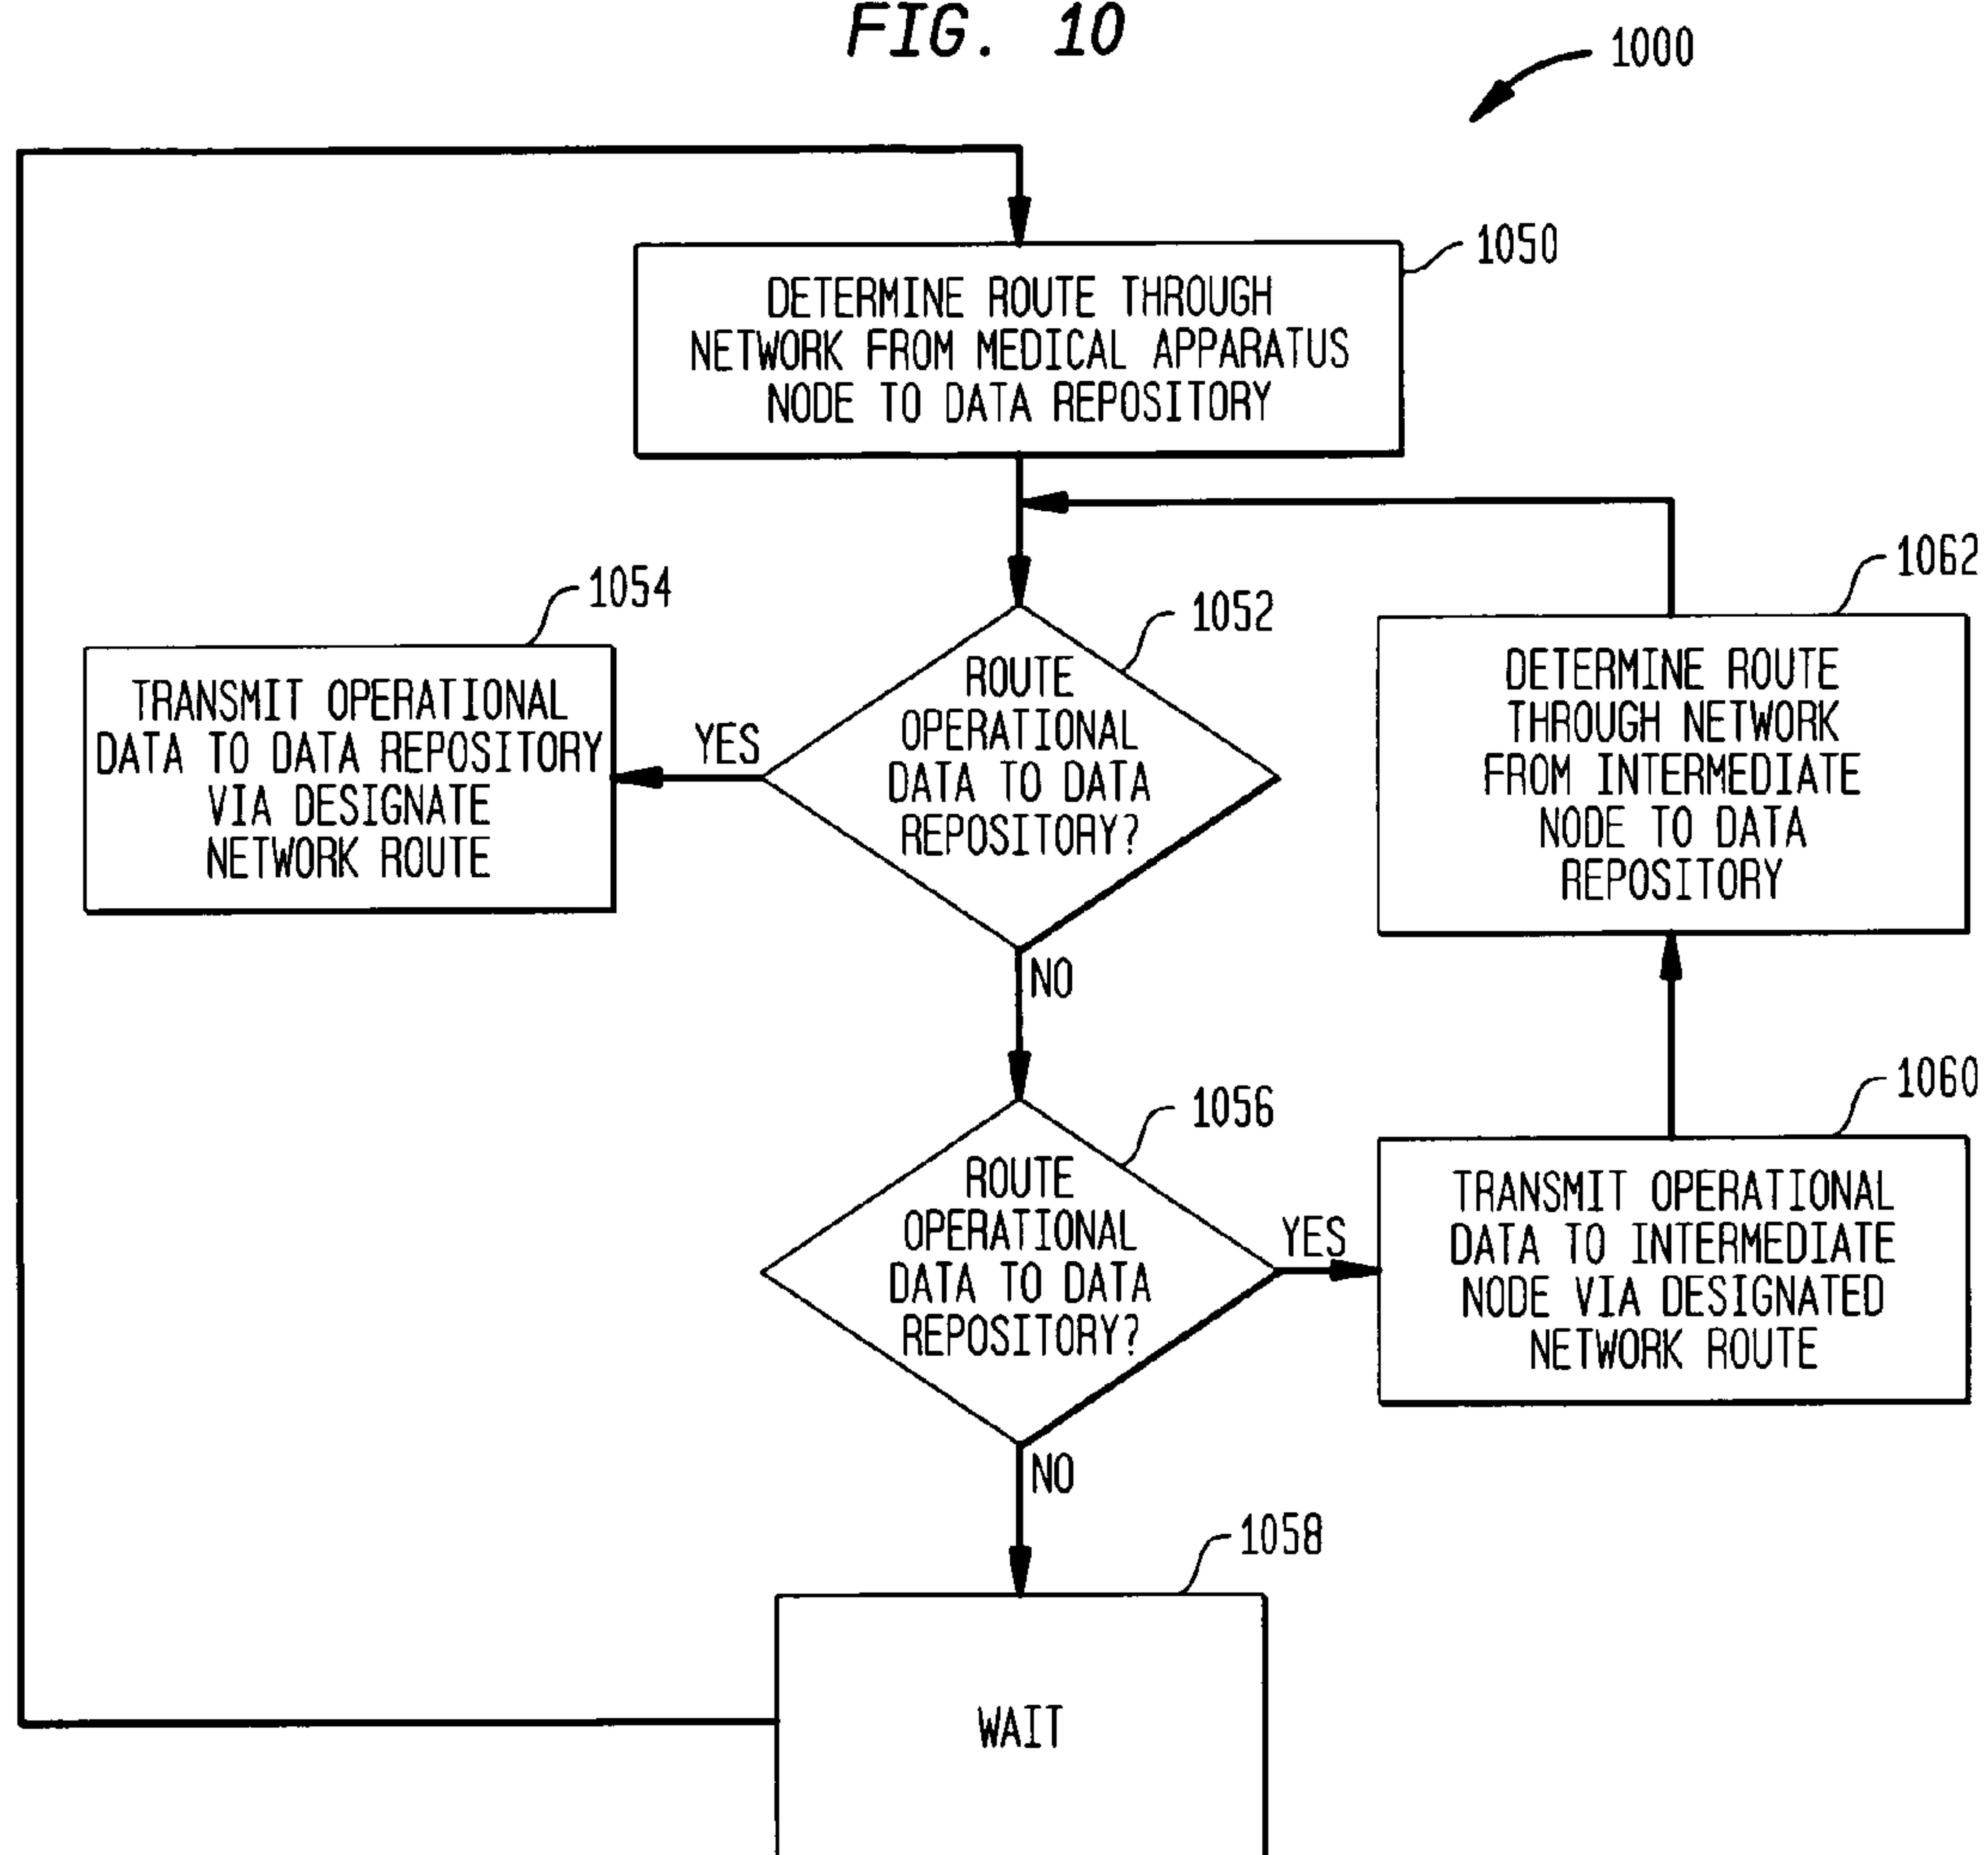 FIG. 10
1000
1050
DETERMINE ROUTE THROUGH
NETWORK FROM MEDICAL APPARATUS
NODE TO DATA REPOSITORY
1054
TRANSMIT OPERATIONAL
DATA TO DATA REPOSITORY
VIA DESIGNATE
NETWORK ROUTE
YES
1052
ROUTE
OPERATIONAL
DATA TO DATA
REPOSITORY?
NO
1062
DETERMINE ROUTE
THROUGH NETWORK
FROM INTERMEDIATE
NODE TO DATA
REPOSITORY
1056
ROUTE
OPERATIONAL
DATA TO DATA
REPOSITORY?
YES
NO
1060
TRANSMIT OPERATIONAL
DATA TO INTERMEDIATE
NODE VIA DESIGNATED
NETWORK ROUTE
1058
WAIT